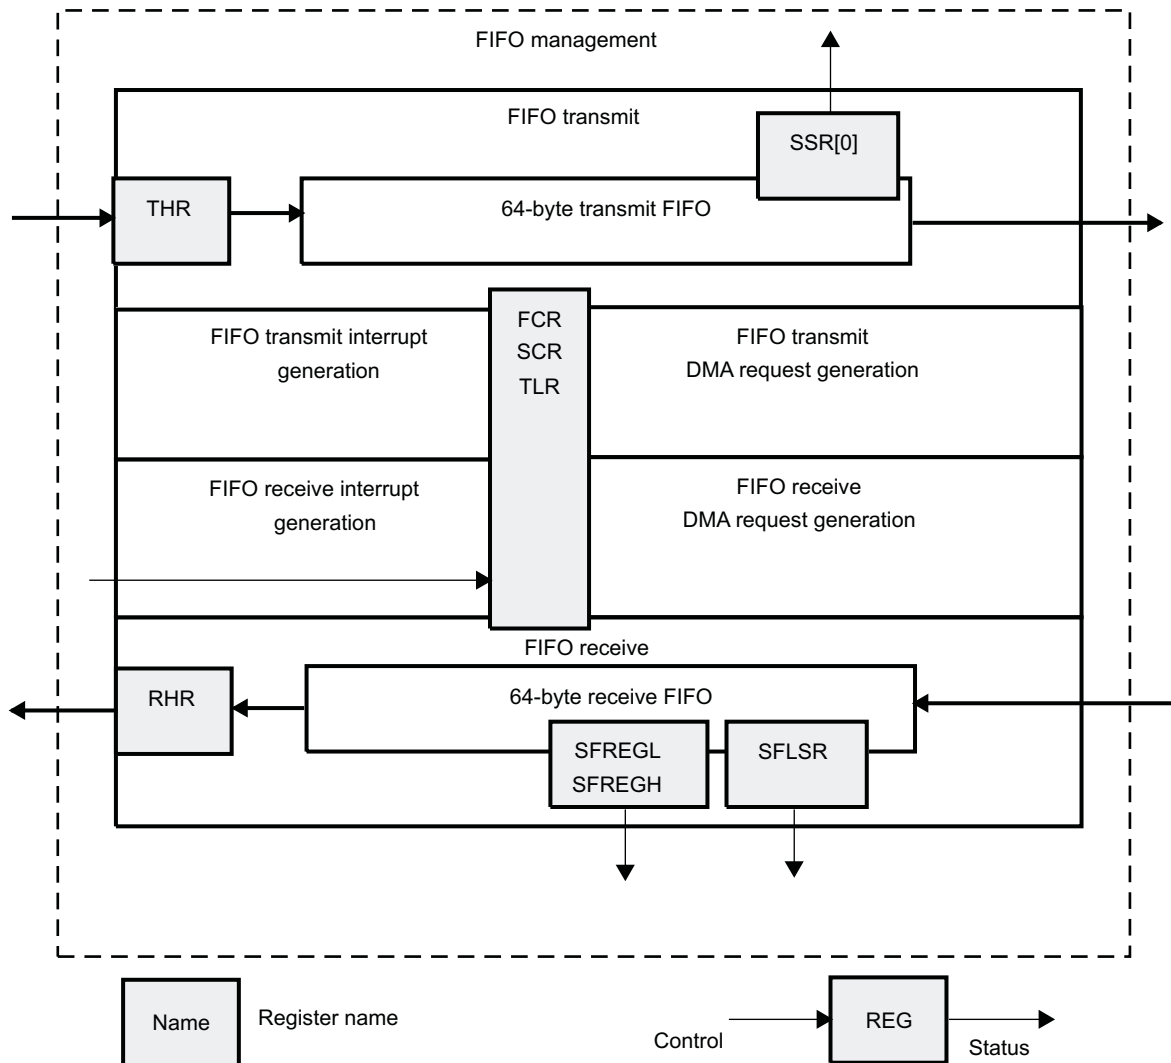 FIFO management
FIFO transmit
SSR[0]
THR
64-byte transmit FIFO
FIFO transmit interrupt
generation
FCR
SCR
TLR
FIFO transmit
DMA request generation
FIFO receive interrupt
generation
FIFO receive
DMA request generation
FIFO receive
RHR
64-byte receive FIFO
SFREGL
SFREGH
SFLSR
Name
Register name
Control
REG
Status